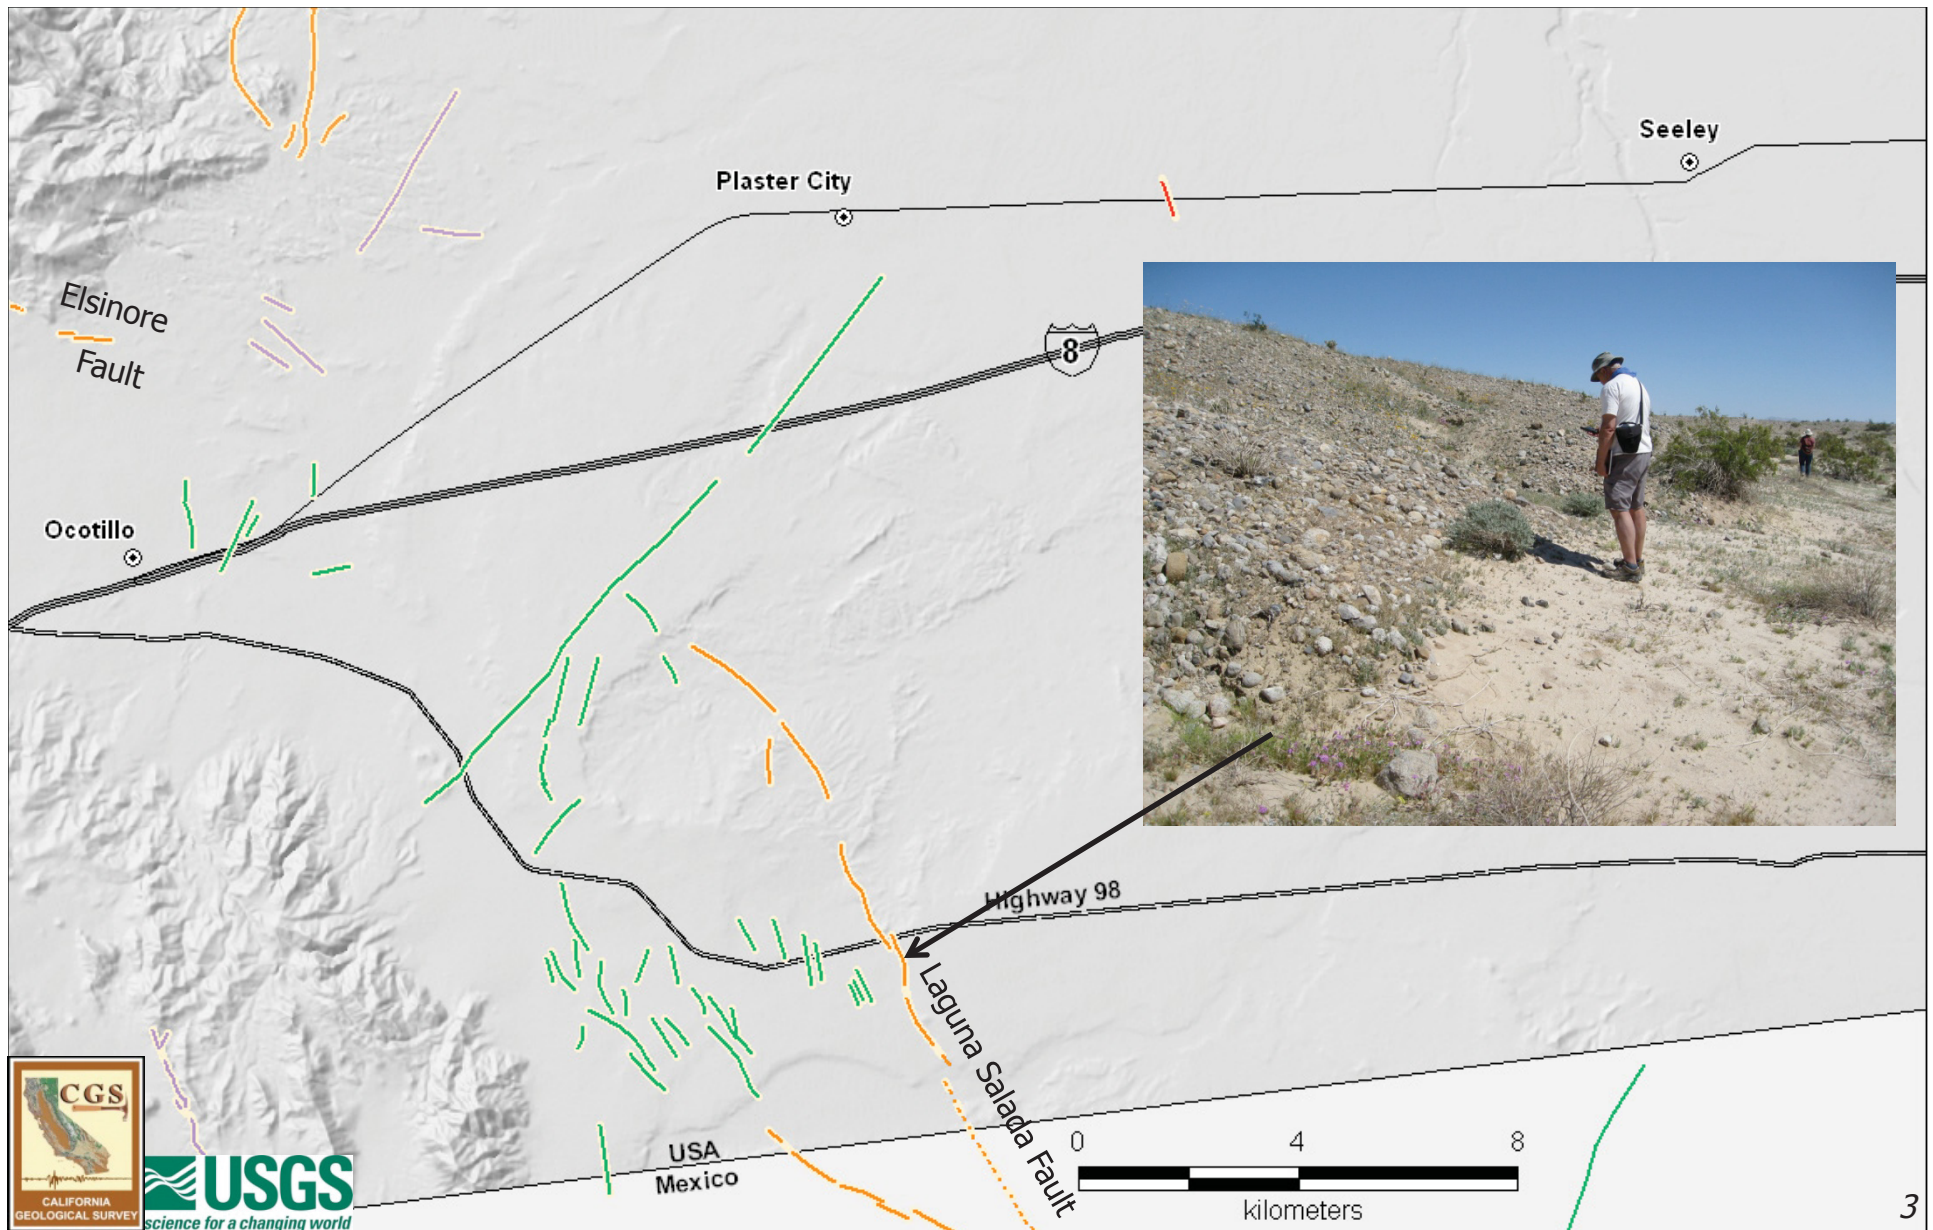 Seeley
Plaster City
8
Elsinore
Fault
Ocotillo
Highway 98
Laguna Salada Fault
USA
Mexico
0 4 8
kilometers
CGS
CALIFORNIA
GEOLOGICAL SURVEY
USGS
science for a changing world
3